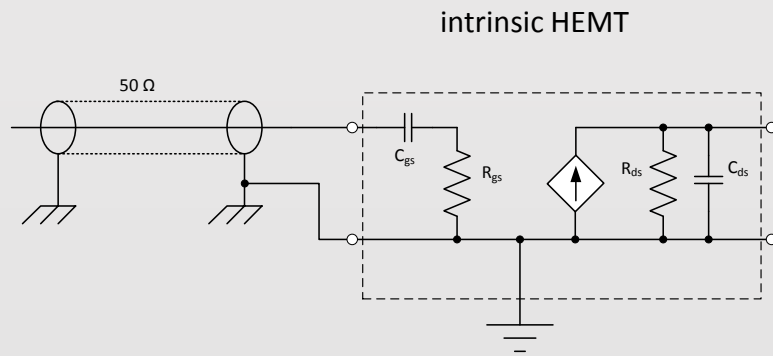 intrinsic HEMT
50 Ω
Cgs
Rgs
Rds
Cds